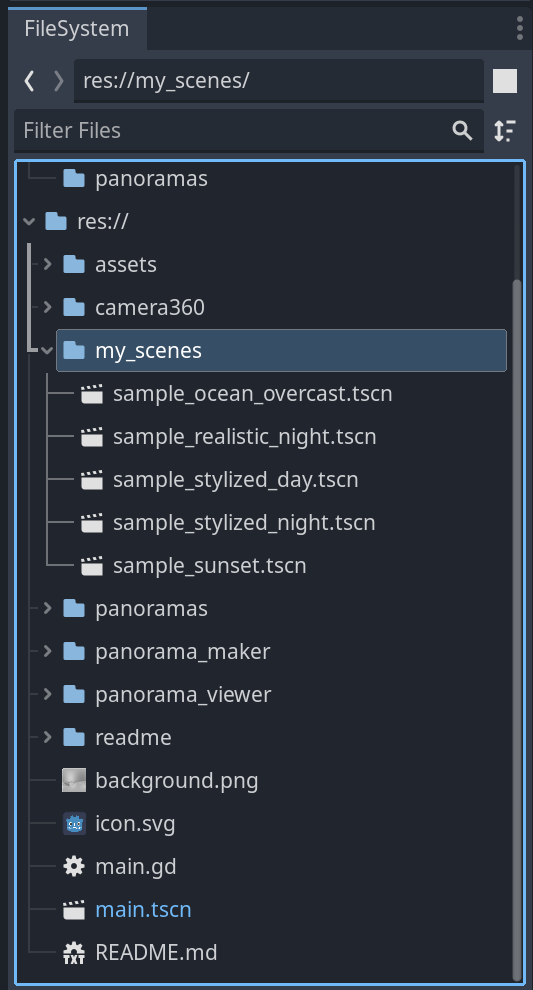 FileSystem
res://my_scenes/
Filter Files
panoramas
res://
assets
camera360
my_scenes
sample_ocean_overcast.tscn
sample_realistic_night.tscn
sample_stylized_day.tscn
sample_stylized_night.tscn
sample_sunset.tscn
panoramas
panorama_maker
panorama_viewer
readme
background.png
icon.svg
main.gd
main.tscn
TXT README.md